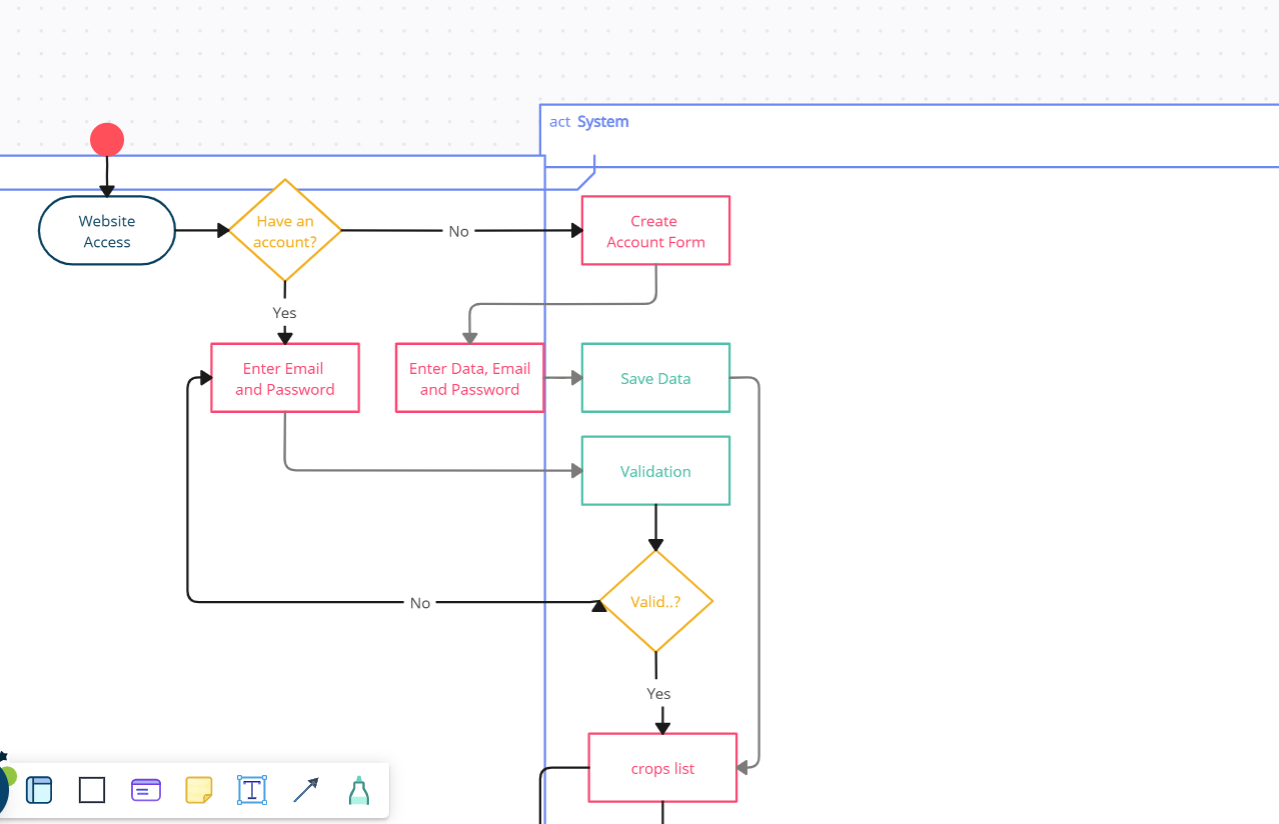 act System
Website
Access
Have an
account?
No
Create
Account Form
Yes
Enter Email
and Password
Enter Data, Email
and Password
Save Data
Validation
No
Valid..?
Yes
crops list
T